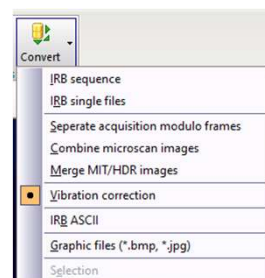 Convert
IRB sequence
IRB single files
Seperate acquisition modulo frames
Combine microscan images
Merge MIT/HDR images
Vibration correction
IRB ASCII
Graphic files (*.bmp, *.jpg)
Selection